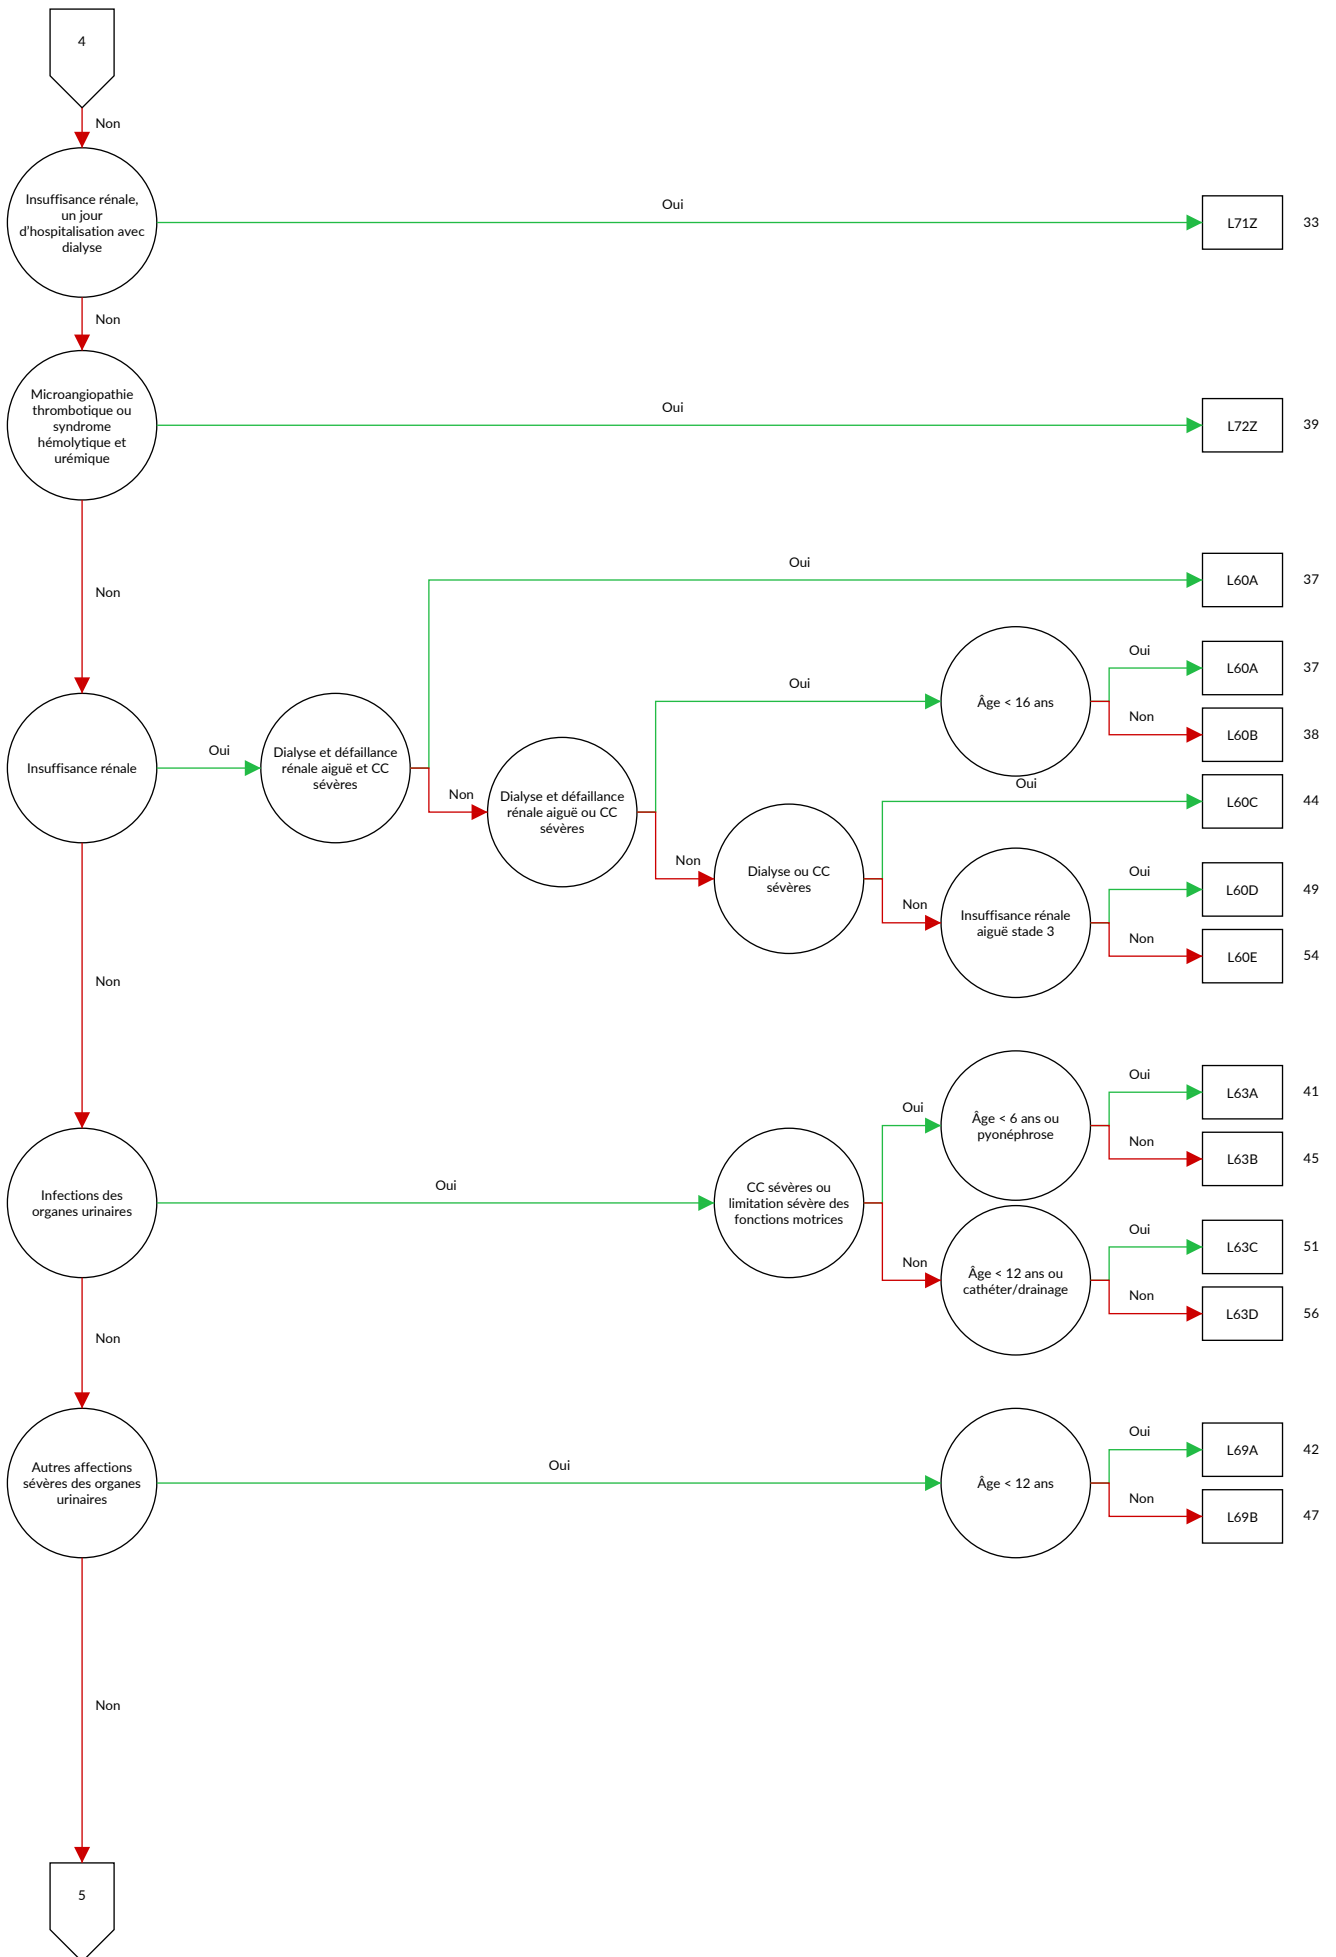 4
Non
Insuffisance rénale,
un jour
d'hospitalisation avec
dialyse
Oui
L71Z
33
Non
Microangiopathie
thrombotique ou
syndrome
hémolytique et
urémique
Oui
L72Z
39
Non
Oui
L60A
37
Insuffisance rénale
Oui
Dialyse et défaillance
rénale aiguë et CC
sévères
Non
Dialyse et défaillance
rénale aiguë ou CC
sévères
Oui
Âge < 16 ans
Oui
L60A
37
Non
L60B
38
Non
Dialyse ou CC
sévères
Oui
L60C
44
Non
Insuffisance rénale
aiguë stade 3
Oui
L60D
49
Non
L60E
54
Non
Infections des
organes urinaires
Oui
CC sévères ou
limitation sévère des
fonctions motrices
Oui
Âge < 6 ans ou
pyonéphrose
Oui
L63A
41
Non
L63B
45
Non
Âge < 12 ans ou
cathéter/drainage
Oui
L63C
51
Non
L63D
56
Non
Autres affections
sévères des organes
urinaires
Oui
Âge < 12 ans
Oui
L69A
42
Non
L69B
47
Non
5